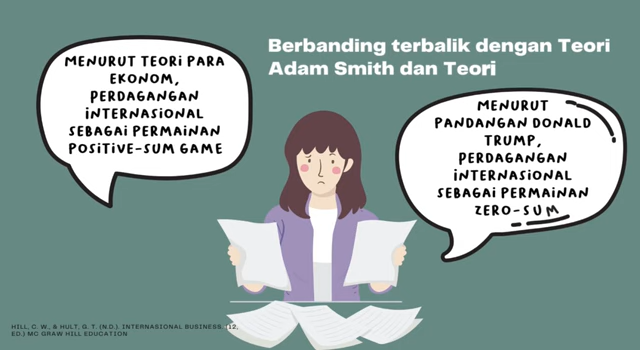 Berbanding terbalik dengan Teori
Adam Smith dan Teori
MENURUT TEORI PARA
EKONOM,
PERDAGANGAN
INTERNASIONAL
SEBAGAI PERMAINAN
POSITIVE-SUM GAME
MENURUT
PANDANGAN DONALD
TRUMP,
PERDAGANGAN
INTERNASIONAL
SEBAGAI PERMAINAN
ZERO-SUM
HILL, C. W., & HULT, G. T. (N.D.). INTERNASIONAL BUSINESS (12,
ED.) MC GRAW HILL EDUCATION